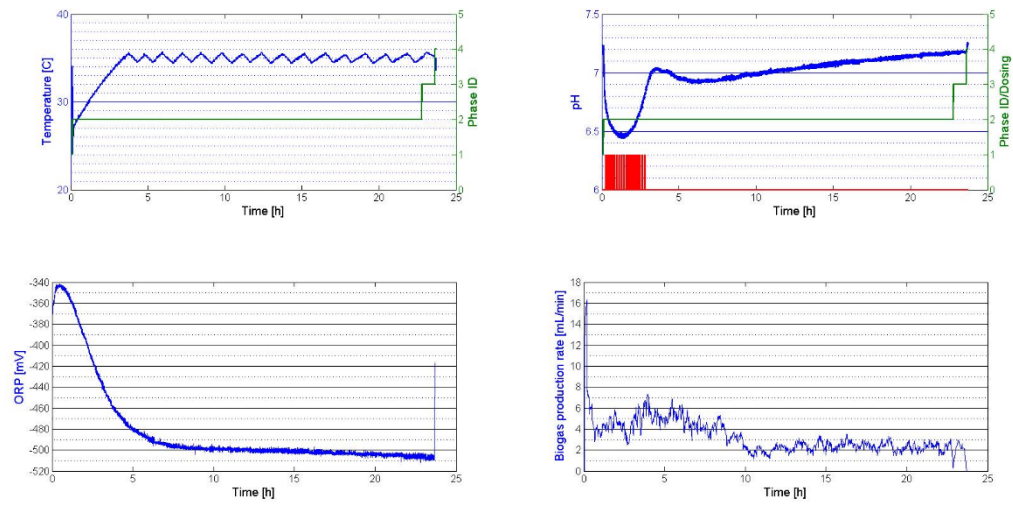 40
30
20
Temperature [C]
5
4
3
2
1
0
Phase ID
0 5 10 15 20 25
Time [h]
7.5
7
6.5
6
pH
5
4
3
2
1
0
Phase ID/Dosing
0 5 10 15 20 25
Time [h]
-340
-360
-380
-400
-420
-440
-460
-480
-500
-520
ORP [mV]
0 5 10 15 20 25
Time [h]
18
16
14
12
10
8
6
4
2
0
Biogas production rate [mL/min]
0 5 10 15 20 25
Time [h]